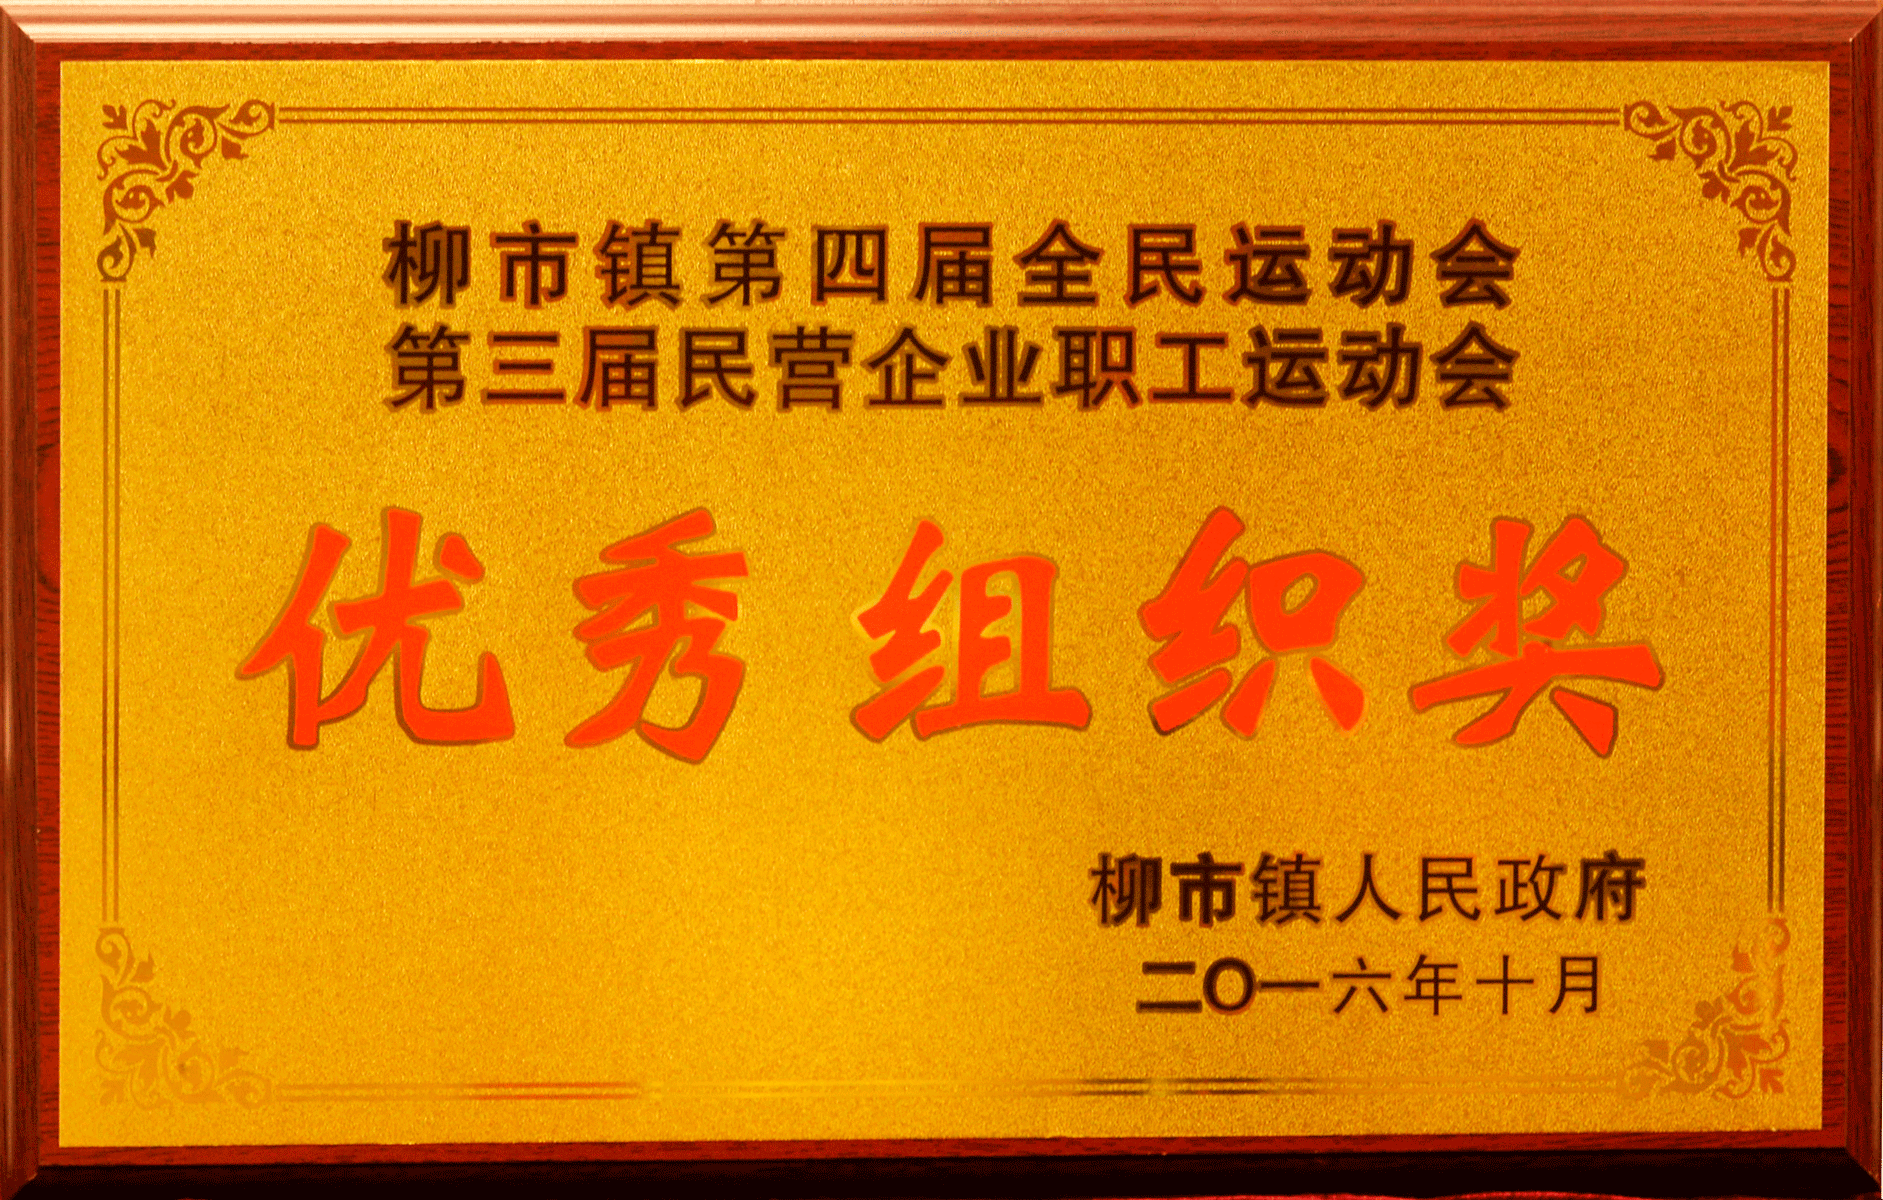 柳市镇第四届全民运动会
第三届民营企业职工运动会
优秀组织奖
柳市镇人民政府
二〇一六年十月